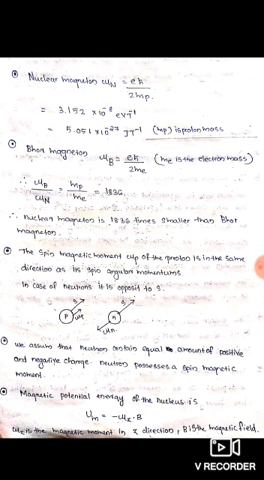 Nuclear magneton μN = eħ / 2mp.
= 3.152 × 10⁻⁸ eVT⁻¹
= 5.051 × 10⁻²⁷ JT⁻¹ (mp) is proton mass
Bhor magneton μB = eħ / 2me (me is the electron mass)
∴ μB / μN = mp / me = 1836.
∴ Nuclear magneton is 1836 times smaller than Bhor
magneton.
The spin magnetic moment μp of the proton is in the same
direction as its spin angular momentums
In case of neutrons it is opposit to s.
s P μp s n μn
We assum that neutron contain equal amount of positive
and negative charge. neutron possesses a spin magnetic
moment.
Magnetic potential energy of the nucleus is
Um = -μz · B
μz is the magnetic moment in z direction, B is the magnetic field.
V RECORDER